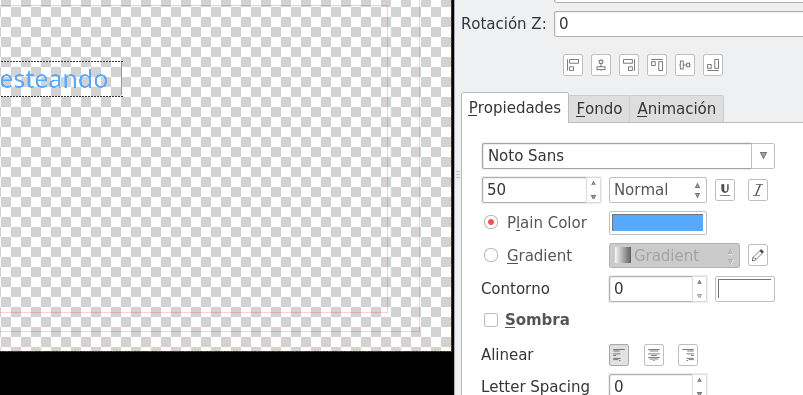 Rotación Z: 0
esteando
Propiedades Fondo Animación
Noto Sans
50 Normal U I
Plain Color
Gradient Gradient
Contorno 0
Sombra
Alinear
Letter Spacing 0